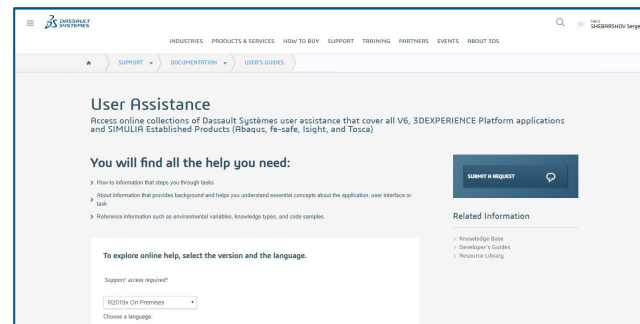 DASSAULT
SYSTEMES
Hello
SHEBARSHOV Serge
INDUSTRIES PRODUCTS & SERVICES HOW TO BUY SUPPORT TRAINING PARTNERS EVENTS ABOUT 3DS
SUPPORT DOCUMENTATION USER'S GUIDES
User Assistance
Access online collections of Dassault Systèmes user assistance that cover all V6, 3DEXPERIENCE Platform applications
and SIMULIA Established Products (Abaqus, fe-safe, Isight, and Tosca)
You will find all the help you need:
How-to information that steps you through tasks
About information that provides background and helps you understand essential concepts about the application, user interface or
task
Reference information such as environmental variables, knowledge types, and code samples.
SUBMIT A REQUEST
Related Information
Knowledge Base
Developer's Guides
Resource Library
To explore online help, select the version and the language.
'Support' access required!
R2019x On Premises
Choose a language: